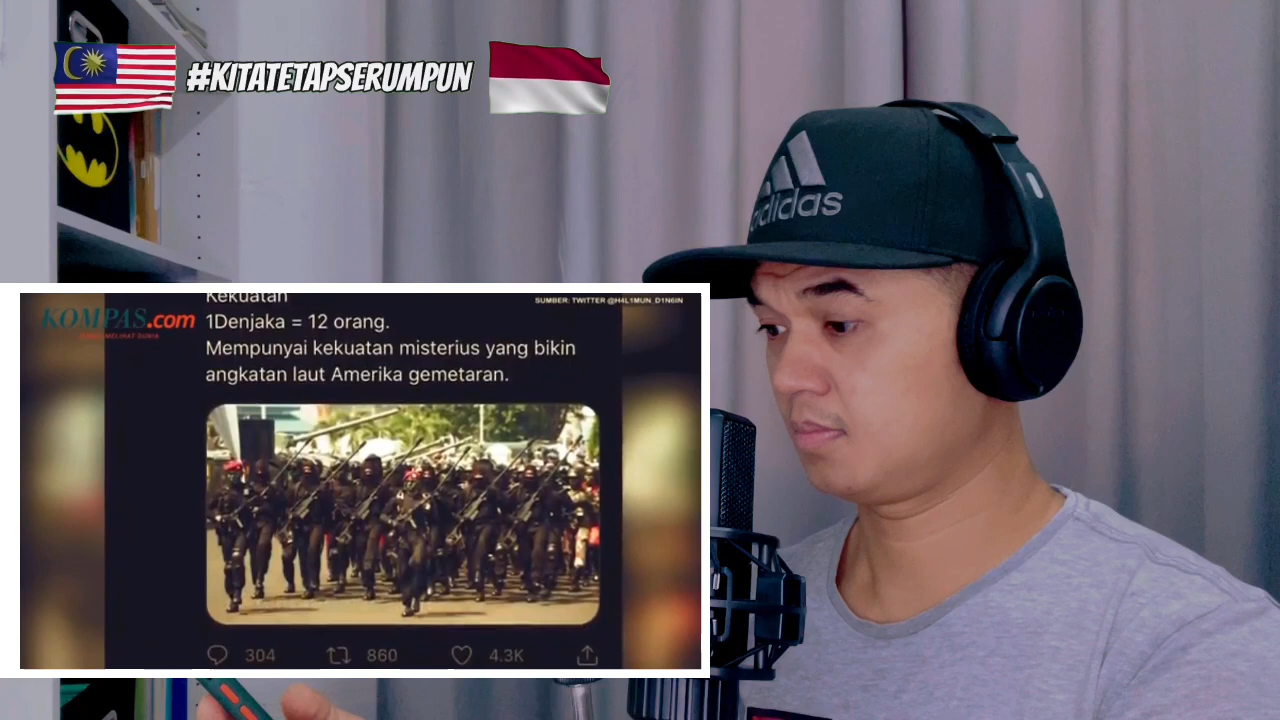 #KITATETAPSERUMPUN
adidas
Kekuatan
SUMBER: TWITTER @H4L1MUN_D1N6IN
KOMPAS.com
1Denjaka = 12 orang.
Mempunyai kekuatan misterius yang bikin
angkatan laut Amerika gemetaran.
304 860 4.3K